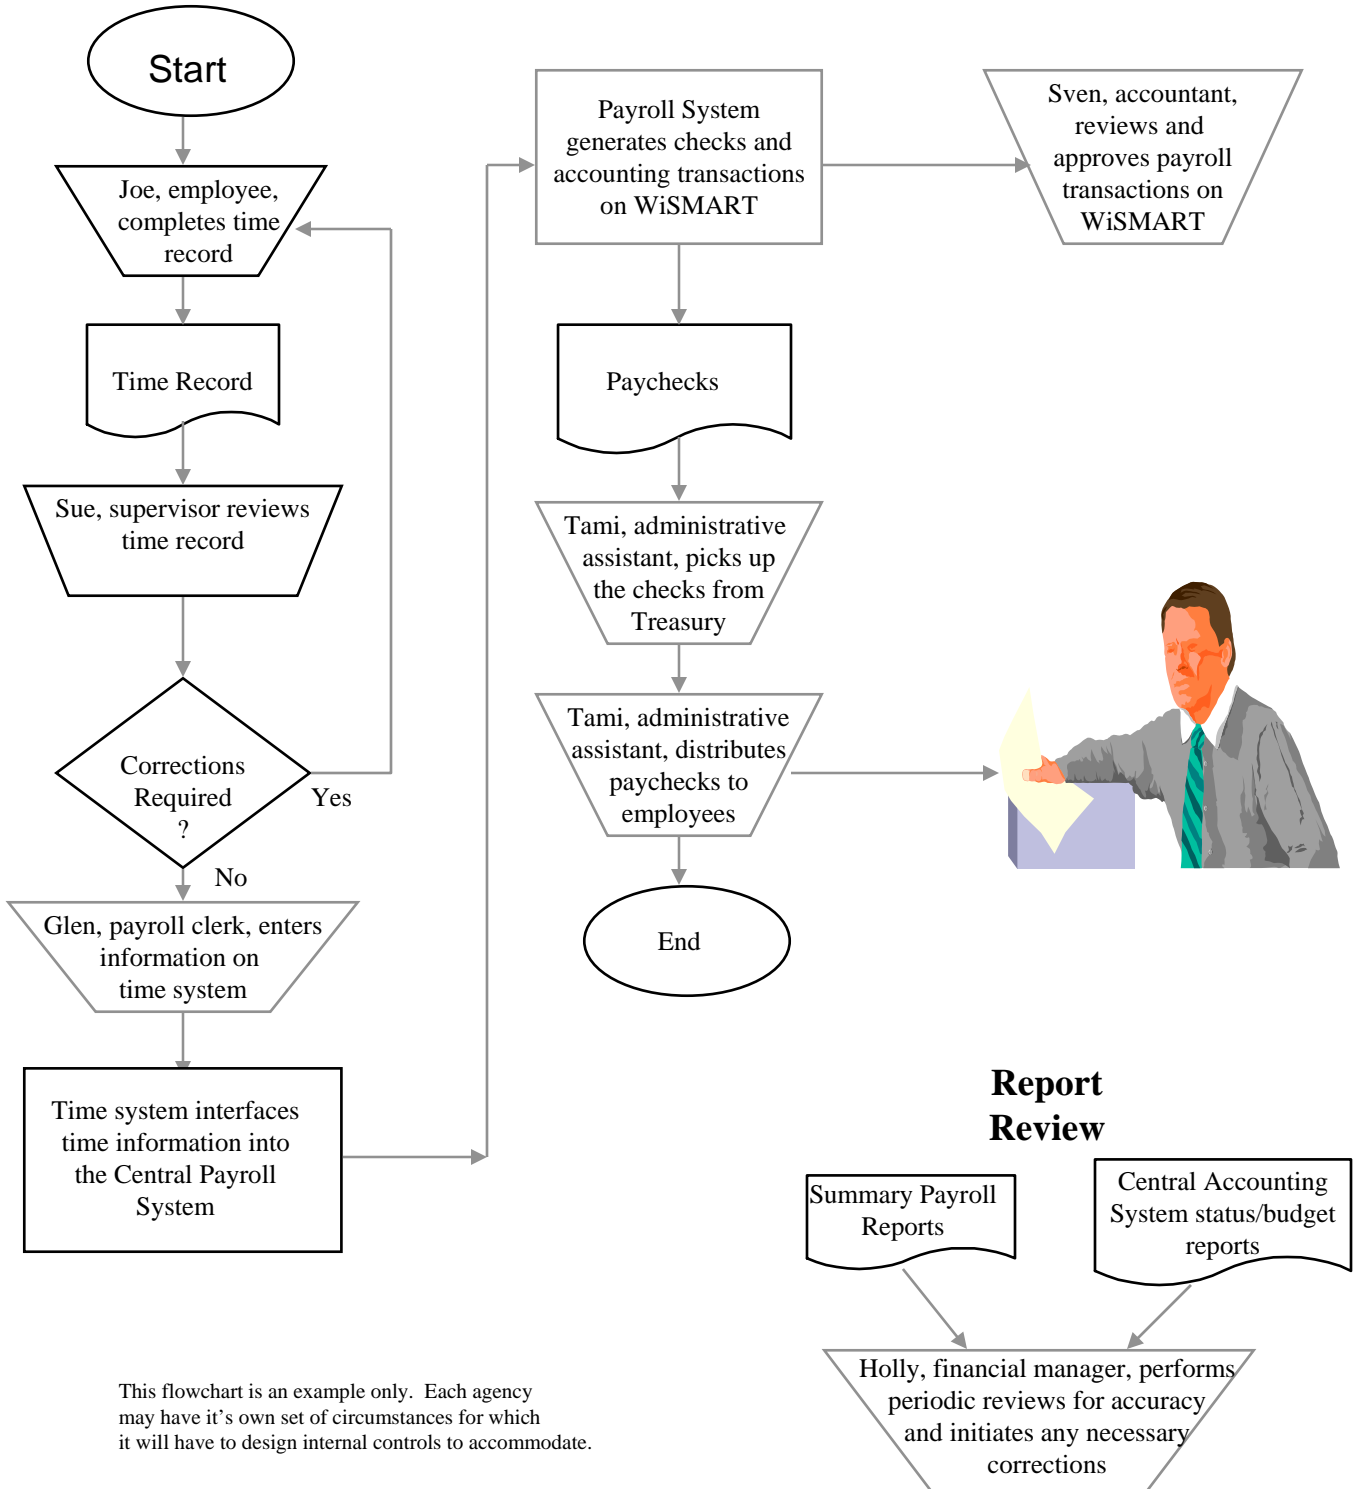 Start
Joe, employee,
completes time
record
Time Record
Sue, supervisor reviews
time record
Corrections
Required
?
Yes
No
Glen, payroll clerk, enters
information on
time system
Time system interfaces
time information into
the Central Payroll
System
Payroll System
generates checks and
accounting transactions
on WiSMART
Sven, accountant,
reviews and
approves payroll
transactions on
WiSMART
Paychecks
Tami, administrative
assistant, picks up
the checks from
Treasury
Tami, administrative
assistant, distributes
paychecks to
employees
End
Report
Review
Summary Payroll
Reports
Central Accounting
System status/budget
reports
Holly, financial manager, performs
periodic reviews for accuracy
and initiates any necessary
corrections
This flowchart is an example only.  Each agency
may have it's own set of circumstances for which
it will have to design internal controls to accommodate.